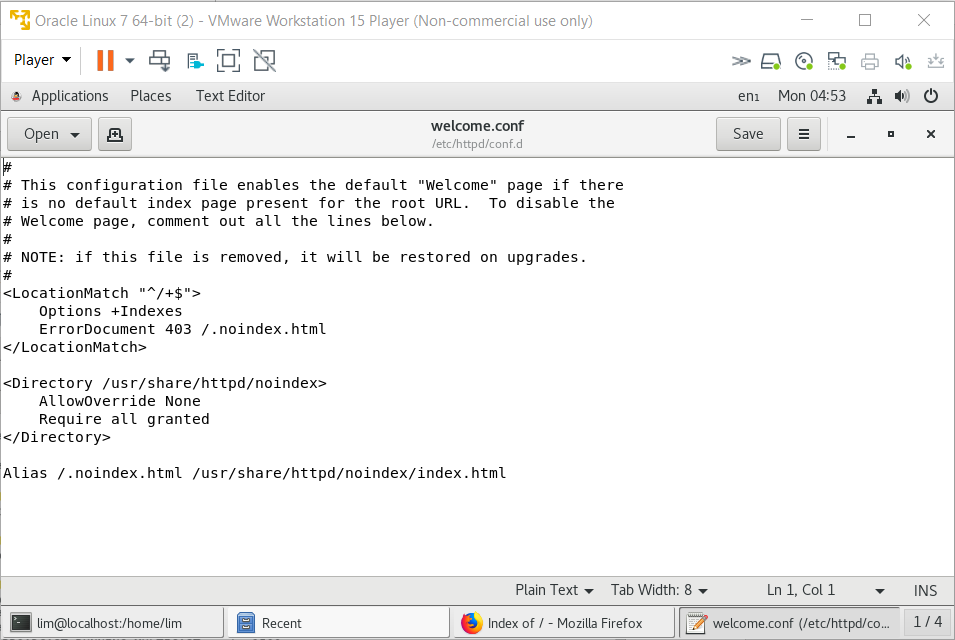 Oracle Linux 7 64-bit (2) - VMware Workstation 15 Player (Non-commercial use only)
Player
Applications Places Text Editor en1 Mon 04:53
Open welcome.conf Save
/etc/httpd/conf.d
#
# This configuration file enables the default "Welcome" page if there
# is no default index page present for the root URL.  To disable the
# Welcome page, comment out all the lines below.
#
# NOTE: if this file is removed, it will be restored on upgrades.
#
<LocationMatch "^/+$">
    Options +Indexes
    ErrorDocument 403 /.noindex.html
</LocationMatch>
<Directory /usr/share/httpd/noindex>
    AllowOverride None
    Require all granted
</Directory>
Alias /.noindex.html /usr/share/httpd/noindex/index.html
Plain Text Tab Width: 8 Ln 1, Col 1 INS
lim@localhost:/home/lim Recent Index of / - Mozilla Firefox welcome.conf (/etc/httpd/co... 1 / 4